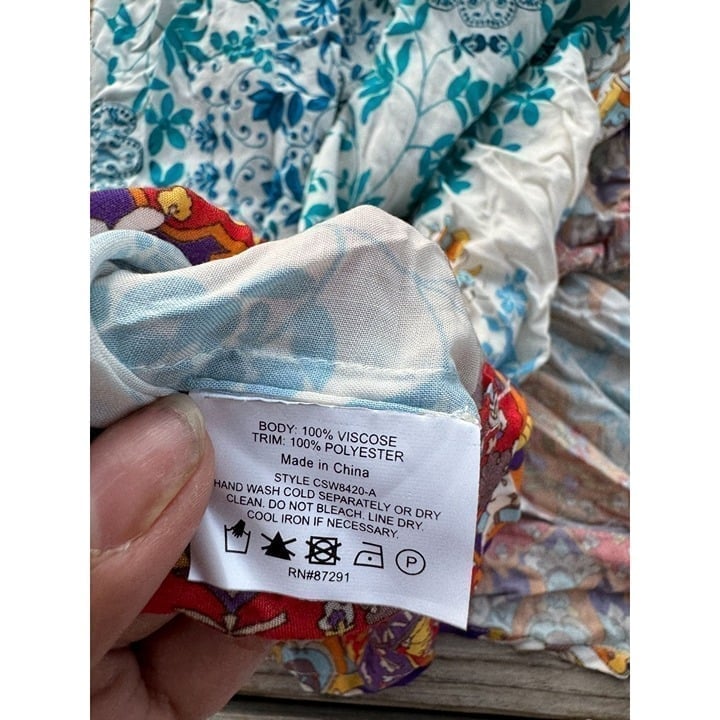 BODY: 100% VISCOSE
TRIM: 100% POLYESTER
Made in China
STYLE CSW8420-A
HAND WASH COLD SEPARATELY OR DRY
CLEAN. DO NOT BLEACH. LINE DRY.
COOL IRON IF NECESSARY.
P
RN#87291